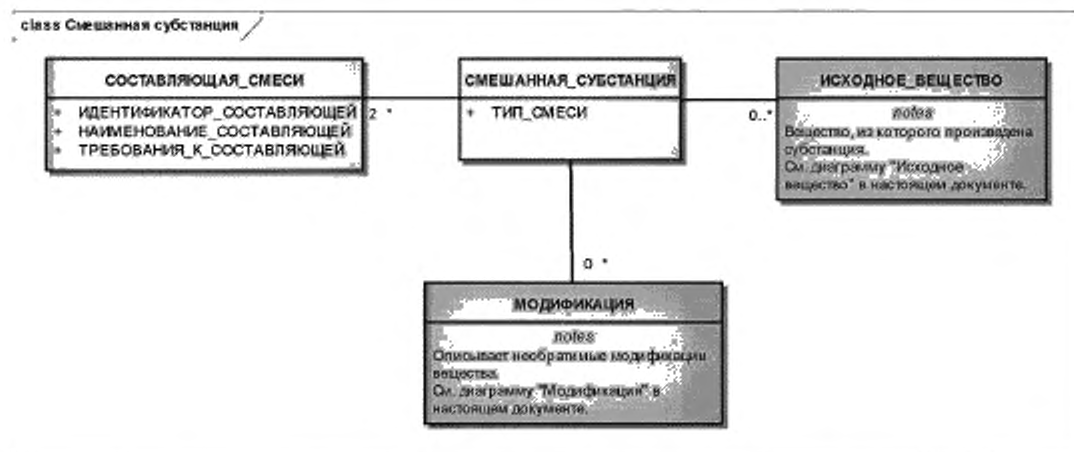 class Смешанная субстанция
СОСТАВЛЯЮЩАЯ_СМЕСИ
+ ИДЕНТИФИКАТОР_СОСТАВЛЯЮЩЕЙ
+ НАИМЕНОВАНИЕ_СОСТАВЛЯЮЩЕЙ
+ ТРЕБОВАНИЯ_К_СОСТАВЛЯЮЩЕЙ
2 *
СМЕШАННАЯ_СУБСТАНЦИЯ
+ ТИП_СМЕСИ
0..*
ИСХОДНОЕ_ВЕЩЕСТВО
notes
Вещество, из которого произведена
субстанция.
См. диаграмму "Исходное
вещество" в настоящем документе.
0 *
МОДИФИКАЦИЯ
notes
Описывает необратимые модификации
вещества.
См. диаграмму "Модификация" в
настоящем документе.